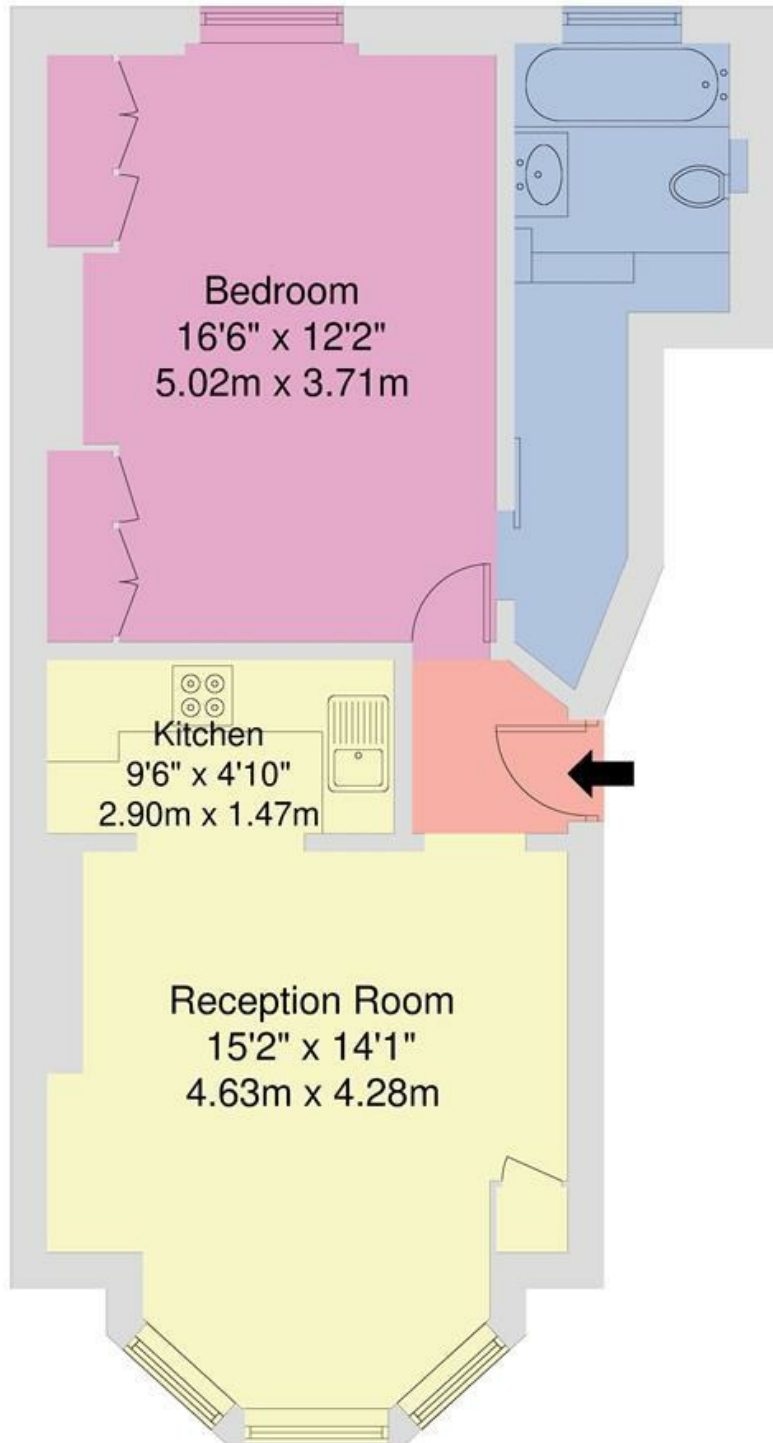 Bedroom
16'6" x 12'2"
5.02m x 3.71m
Kitchen
9'6" x 4'10"
2.90m x 1.47m
Reception Room
15'2" x 14'1"
4.63m x 4.28m